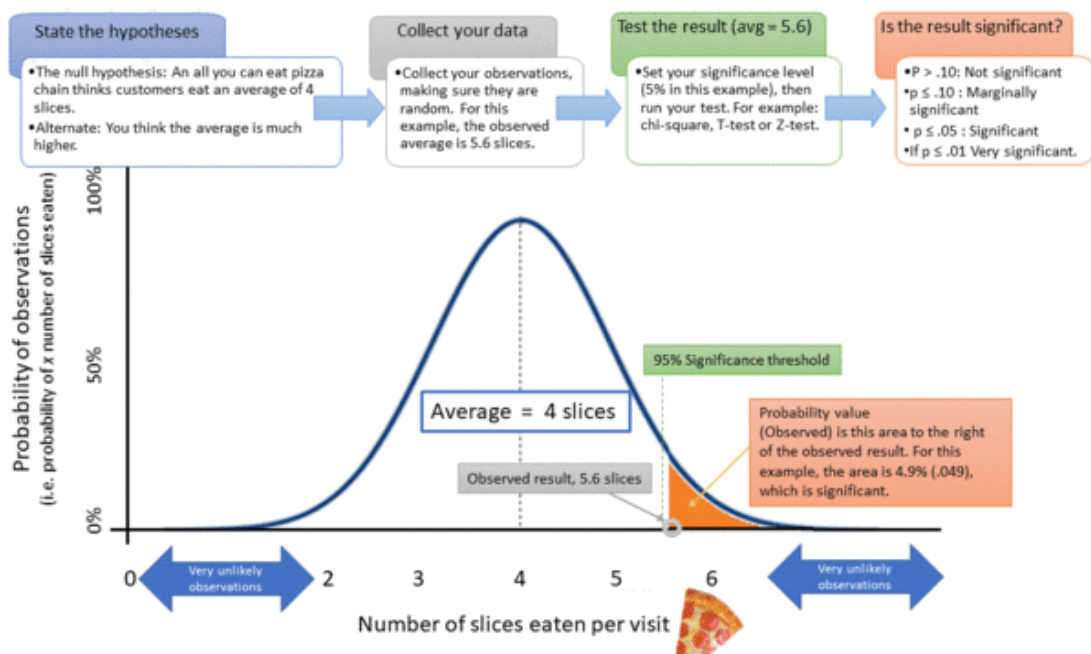 State the hypotheses
•The null hypothesis: An all you can eat pizza
chain thinks customers eat an average of 4
slices.
•Alternate: You think the average is much
higher.
Collect your data
•Collect your observations,
making sure they are
random. For this
example, the observed
average is 5.6 slices.
Test the result (avg = 5.6)
•Set your significance level
(5% in this example), then
run your test. For example:
chi-square, T-test or Z-test.
Is the result significant?
•P > .10: Not significant
•p ≤ .10 : Marginally
significant
• p ≤ .05 : Significant
•If p ≤ .01 Very significant.
Probability of observations
(i.e. probability of x number of slices eaten)
100%
50%
0%
95% Significance threshold
Average = 4 slices
Probability value
(Observed) is this area to the right
of the observed result. For this
example, the area is 4.9% (.049),
which is significant.
Observed result, 5.6 slices
0
Very unlikely
observations
2
3
4
5
6
Very unlikely
observations
Number of slices eaten per visit